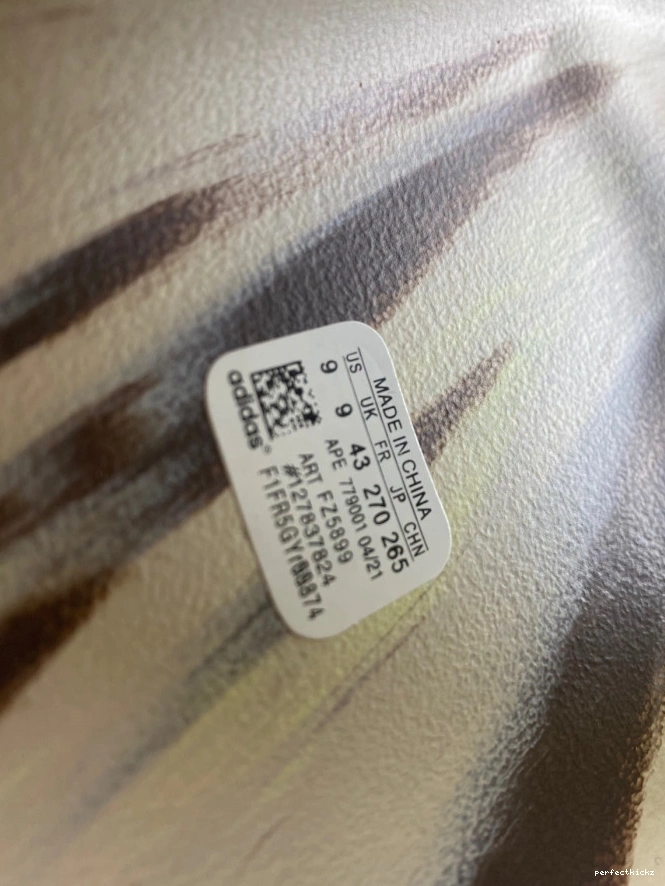 MADE IN CHINA
US UK FR JP CHN
9 9 43 270 265
APE 779001 04/21
ART FZ5899
#127837824
adidas
perfectkickz